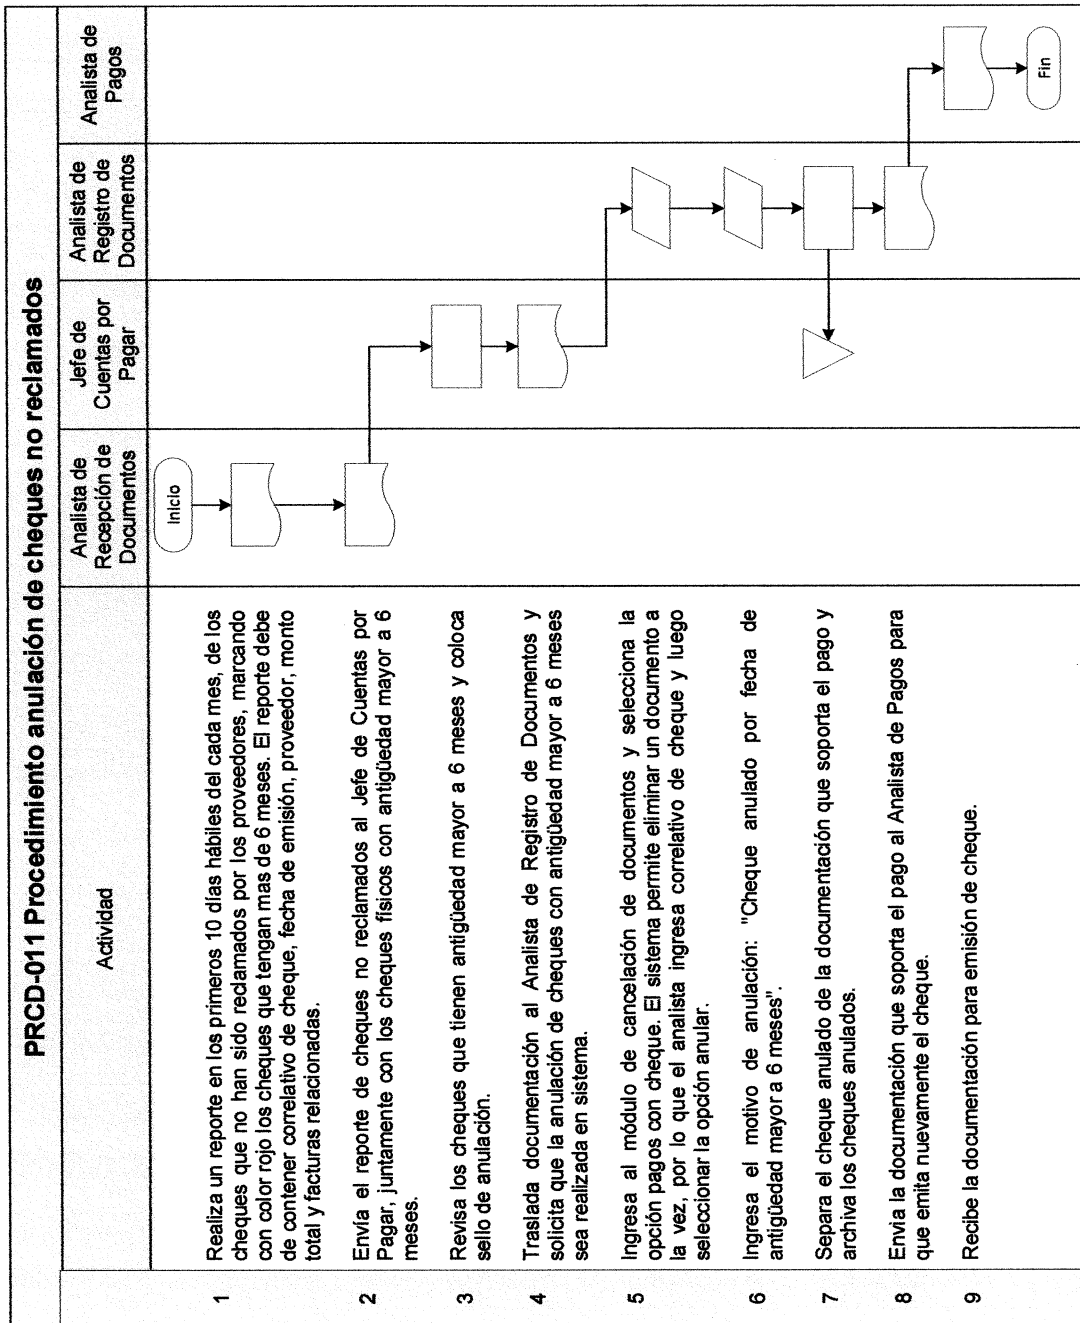 PRCD-011 Procedimiento anulación de cheques no reclamados
Actividad
Analista de
Recepción de
Documentos
Jefe de
Cuentas por
Pagar
Analista de
Registro de
Documentos
Analista de
Pagos
Inicio
1
Realiza un reporte en los primeros 10 días hábiles del cada mes, de los
cheques que no han sido reclamados por los proveedores, marcando
con color rojo los cheques que tengan mas de 6 meses. El reporte debe
de contener correlativo de cheque, fecha de emisión, proveedor, monto
total y facturas relacionadas.
2
Envía el reporte de cheques no reclamados al Jefe de Cuentas por
Pagar, juntamente con los cheques físicos con antigüedad mayor a 6
meses.
3
Revisa los cheques que tienen antigüedad mayor a 6 meses y coloca
sello de anulación.
4
Traslada documentación al Analista de Registro de Documentos y
solicita que la anulación de cheques con antigüedad mayor a 6 meses
sea realizada en sistema.
5
Ingresa al módulo de cancelación de documentos y selecciona la
opción pagos con cheque. El sistema permite eliminar un documento a
la vez, por lo que el analista ingresa correlativo de cheque y luego
seleccionar la opción anular.
6
Ingresa el motivo de anulación: "Cheque anulado por fecha de
antigüedad mayor a 6 meses".
7
Separa el cheque anulado de la documentación que soporta el pago y
archiva los cheques anulados.
8
Envia la documentación que soporta el pago al Analista de Pagos para
que emita nuevamente el cheque.
9
Recibe la documentación para emisión de cheque.
Fin